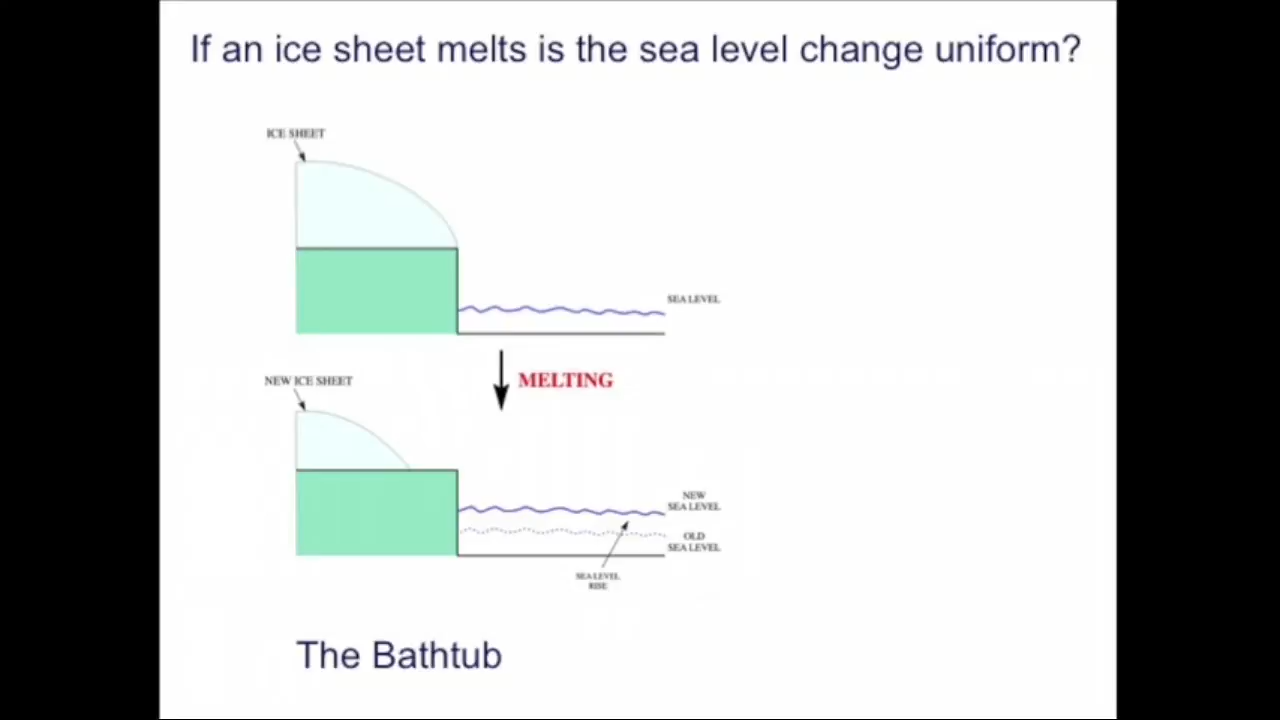 If an ice sheet melts is the sea level change uniform?
ICE SHEET
SEA LEVEL
MELTING
NEW ICE SHEET
NEW
SEA LEVEL
OLD
SEA LEVEL
SEA LEVEL
RISE
The Bathtub